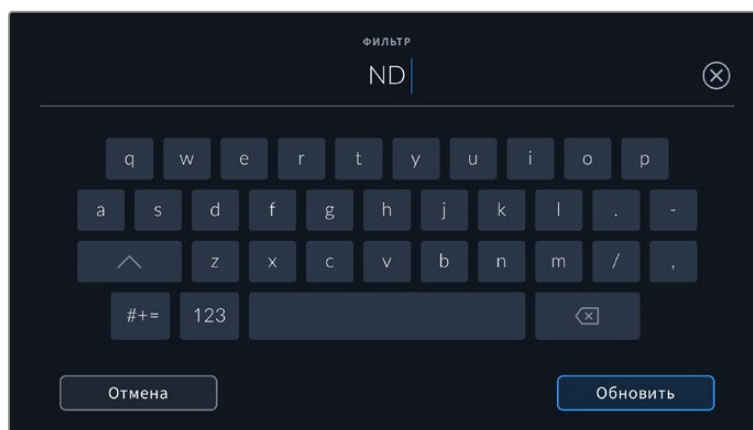 ФИЛЬТР
ND
q w e r t y u i o p
a s d f g h j k l . -
z x c v b n m / ,
#+= 123
Отмена Обновить